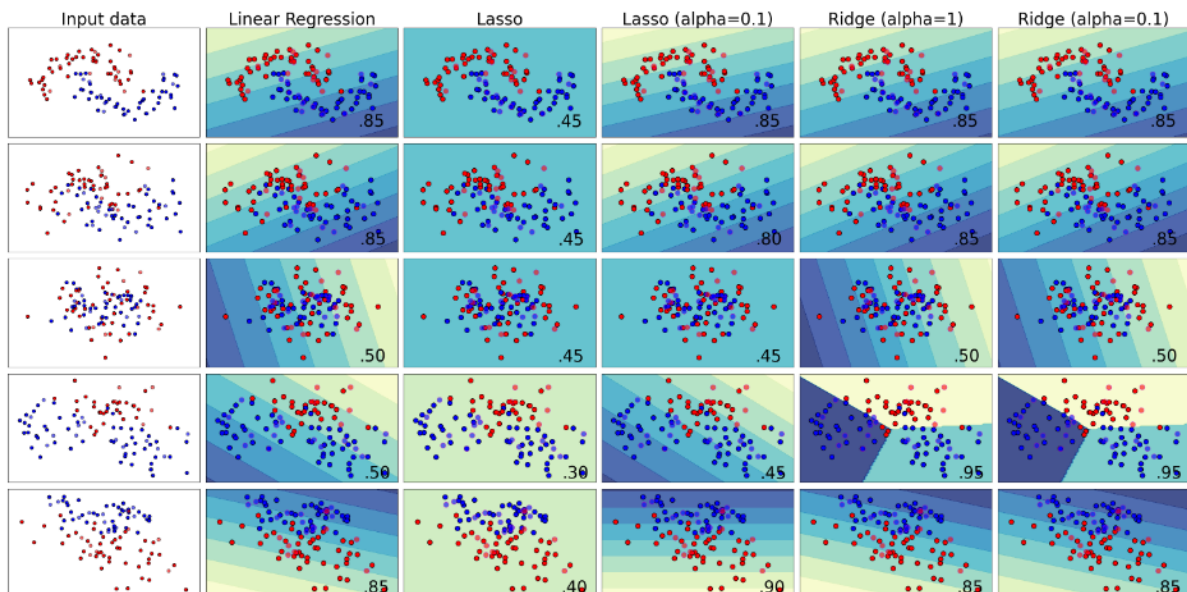 Input data Linear Regression Lasso Lasso (alpha=0.1) Ridge (alpha=1) Ridge (alpha=0.1)
.85 .45 .85 .85 .85
.85 .45 .80 .85 .85
.50 .45 .45 .50 .50
.50 .30 .45 .95 .95
.85 .40 .90 .85 .85